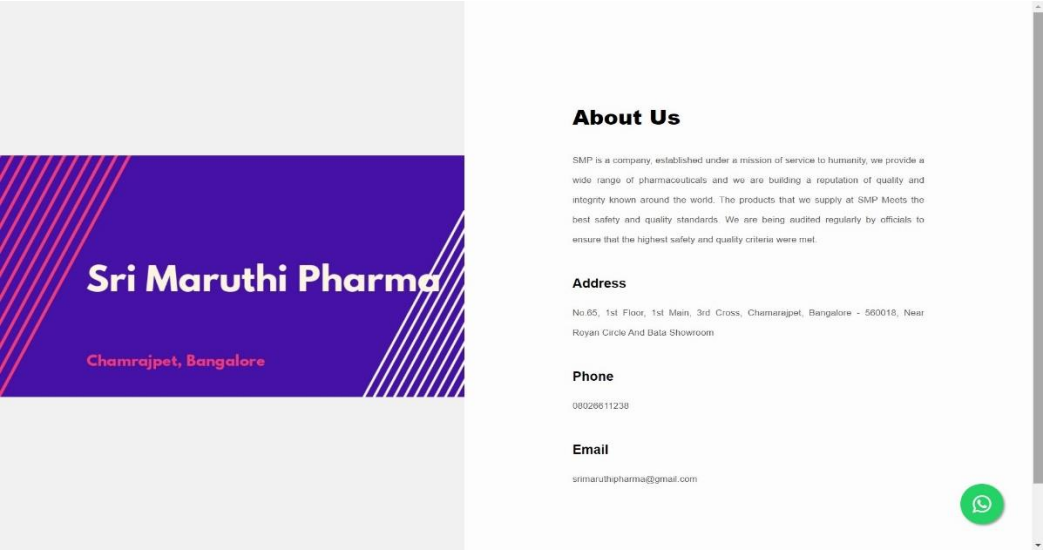 Sri Maruthi Pharma
Chamrajpet, Bangalore
About Us
SMP is a company, established under a mission of service to humanity, we provide a
wide range of pharmaceuticals and we are building a reputation of quality and
integrity known around the world. The products that we supply at SMP Meets the
best safety and quality standards. We are being audited regularly by officials to
ensure that the highest safety and quality criteria were met.
Address
No.65, 1st Floor, 1st Main, 3rd Cross, Chamarajpet, Bangalore - 560018, Near
Royan Circle And Bata Showroom
Phone
08026611238
Email
srimaruthipharma@gmail.com